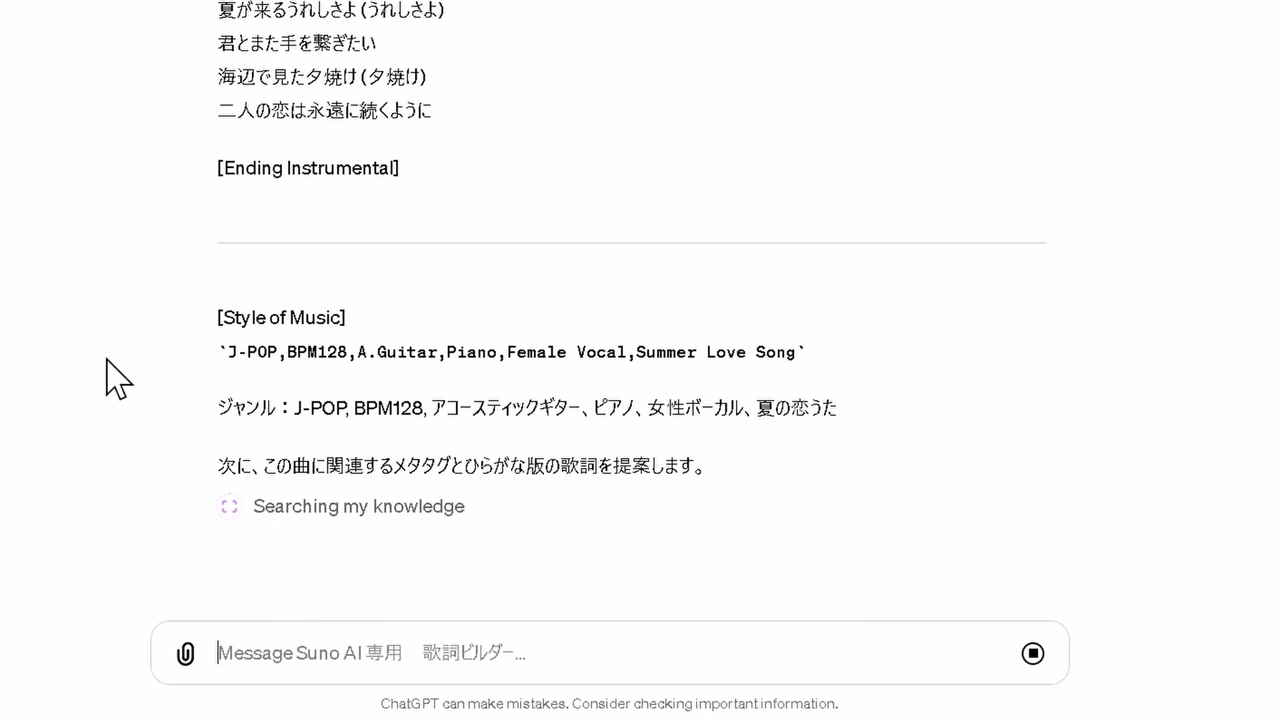 夏が来るうれしさよ (うれしさよ)
君とまた手を繋ぎたい
海辺で見た夕焼け (夕焼け)
二人の恋は永遠に続くように
[Ending Instrumental]
[Style of Music]
`J-POP,BPM128,A.Guitar,Piano,Female Vocal,Summer Love Song`
ジャンル：J-POP, BPM128, アコースティックギター、ピアノ、女性ボーカル、夏の恋うた
次に、この曲に関連するメタタグとひらがな版の歌詞を提案します。
Searching my knowledge
Message Suno AI 専用　歌詞ビルダー...
ChatGPT can make mistakes. Consider checking important information.